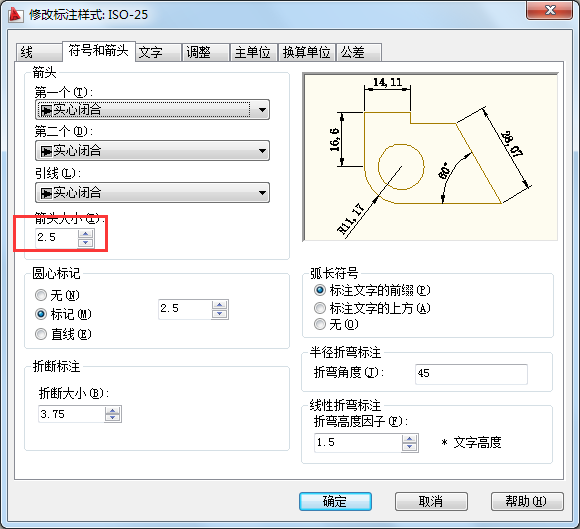 修改标注样式: ISO-25
线 符号和箭头 文字 调整 主单位 换算单位 公差
箭头
第一个(T):
实心闭合
第二个(D):
实心闭合
引线(L):
实心闭合
箭头大小(I):
2.5
14,11
16,6
28,07
60°
R11,17
圆心标记
无(N)
标记(M)
2.5
直线(E)
弧长符号
标注文字的前缀(P)
标注文字的上方(A)
无(O)
折断标注
折断大小(B):
3.75
半径折弯标注
折弯角度(J):
45
线性折弯标注
折弯高度因子(F):
1.5
* 文字高度
确定 取消 帮助(H)